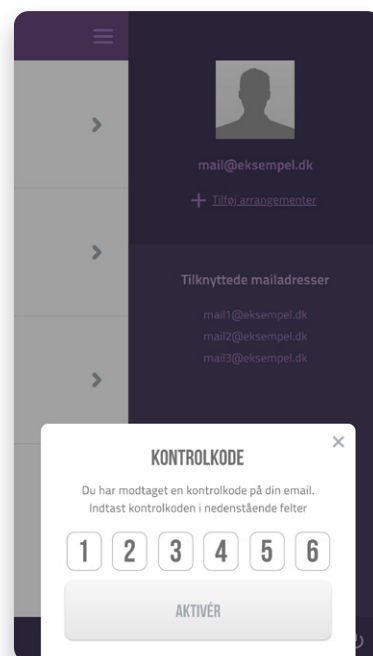 mail@eksempel.dk
Tilføj arrangementer
Tilknyttede mailadresser
mail1@eksempel.dk
mail2@eksempel.dk
mail3@eksempel.dk
KONTROLKODE
Du har modtaget en kontrolkode på din email.
Indtast kontrolkoden i nedenstående felter
1 2 3 4 5 6
AKTIVÉR